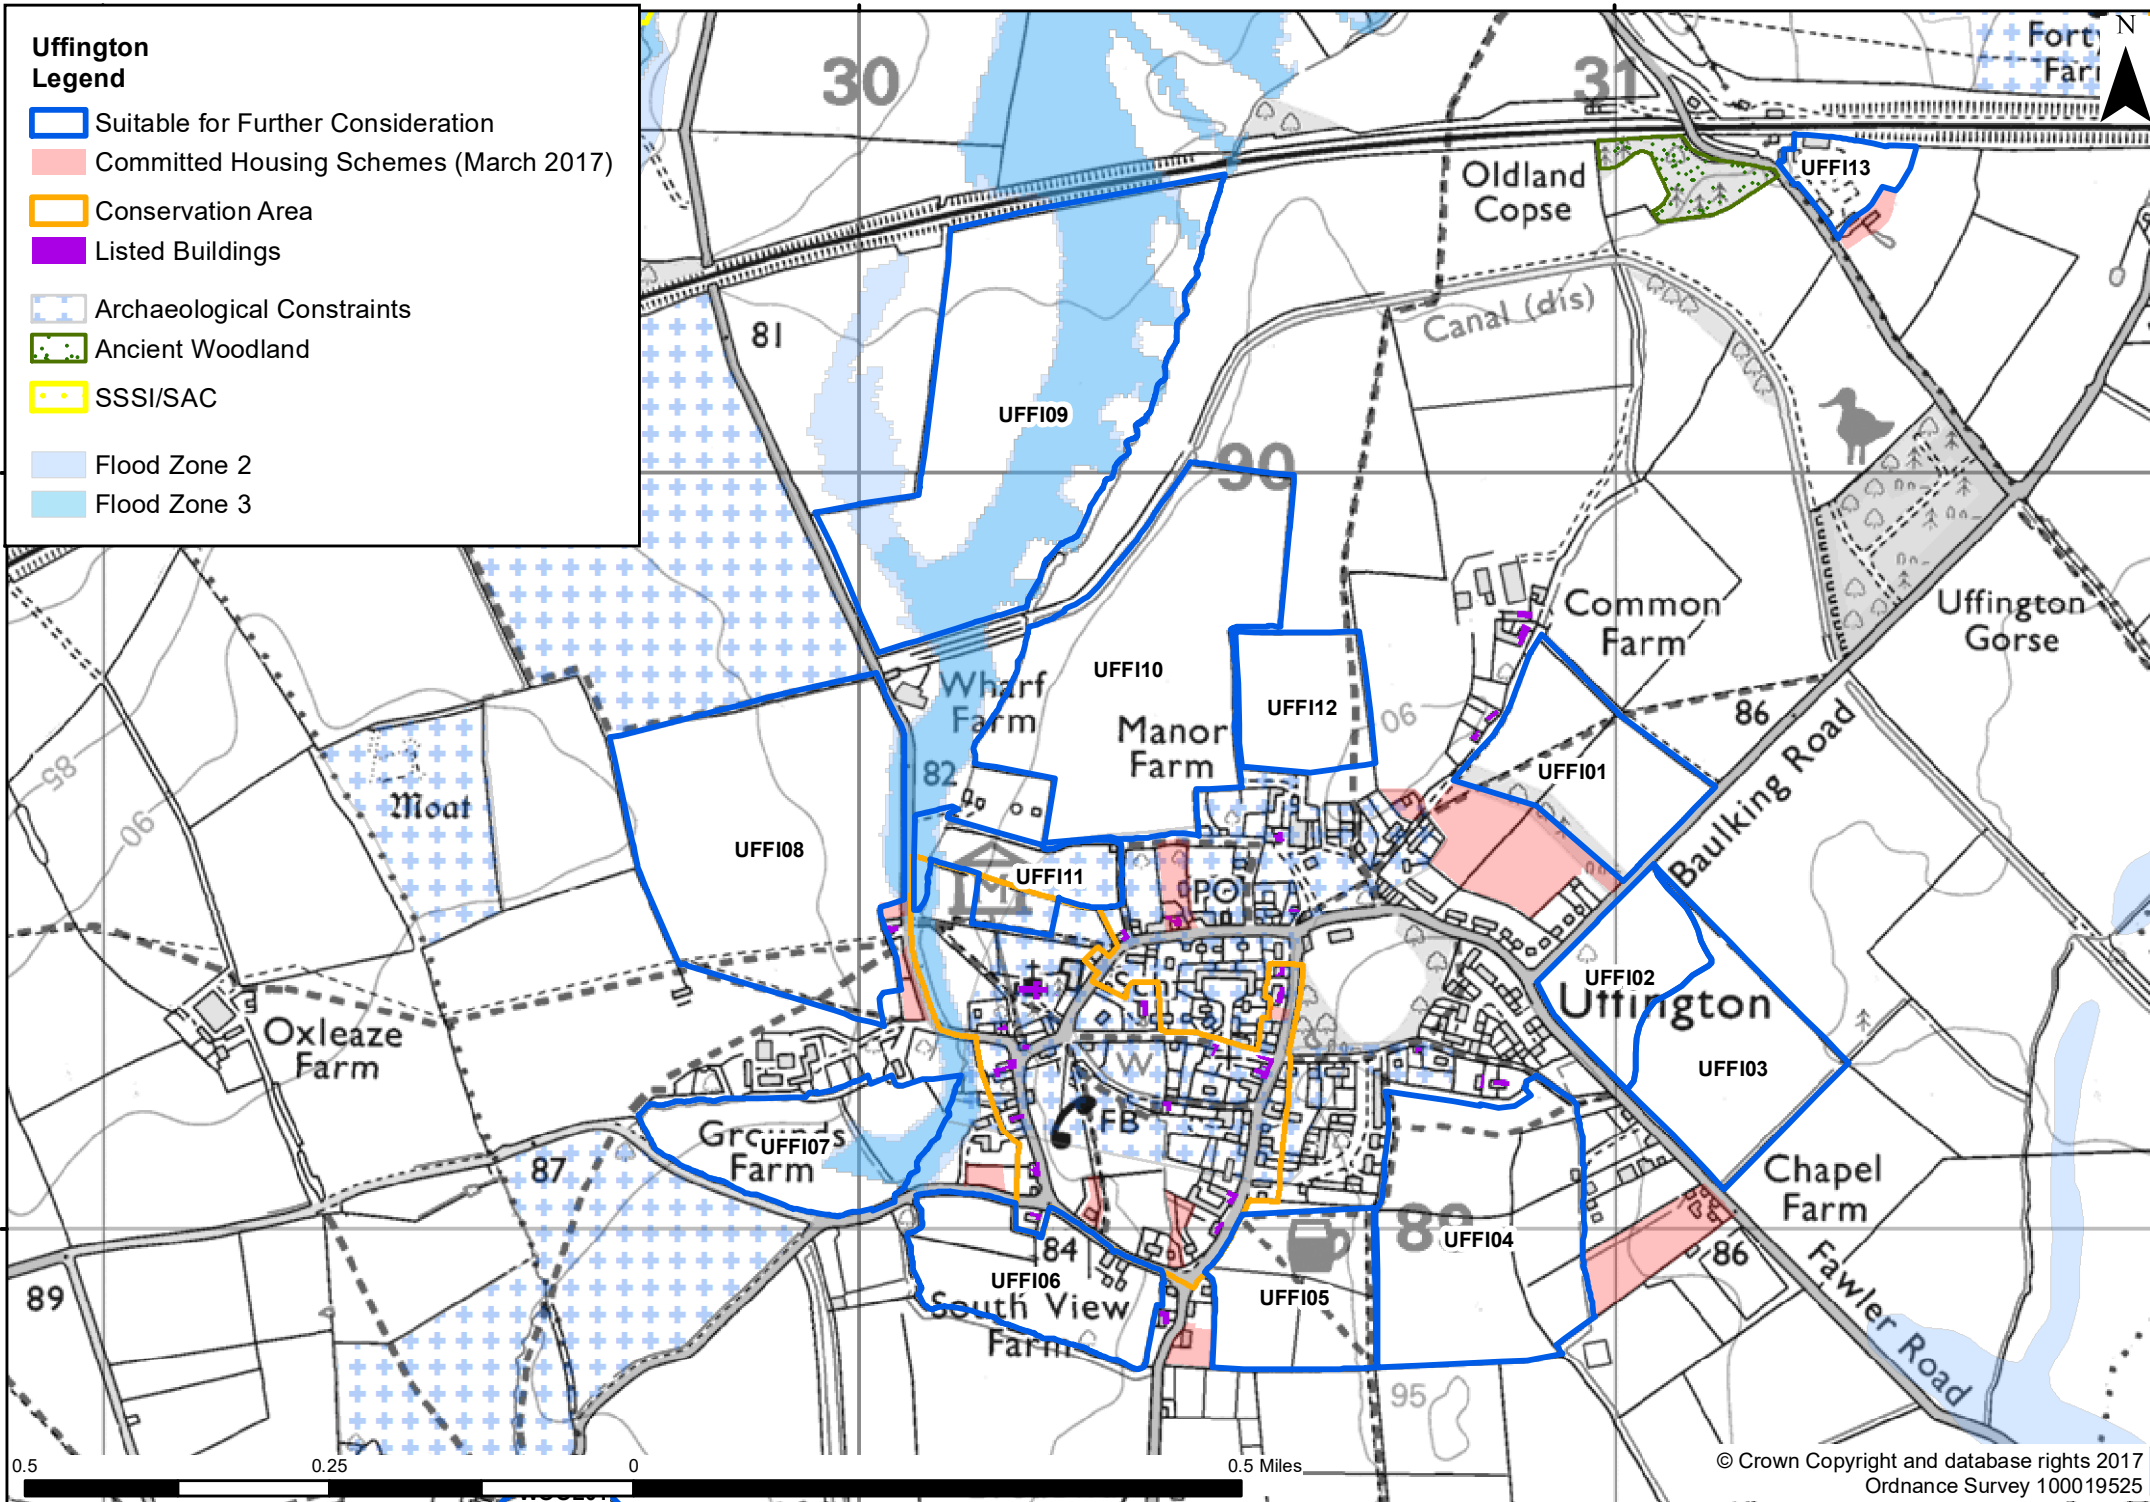 Uffington
Legend
Suitable for Further Consideration
Committed Housing Schemes (March 2017)
Conservation Area
Listed Buildings
Archaeological Constraints
Ancient Woodland
SSSI/SAC
Flood Zone 2
Flood Zone 3
30
31
N
Oldland
Copse
UFFI13
Canal (dis)
81
UFFI09
90
Common
Farm
Uffington
Gorse
UFFI10
Wharf
Farm
Manor
Farm
UFFI12
90
86
Baulking Road
UFFI01
82
85
90
Moat
UFFI08
UFFI11
M
PO
Sch
UFFI02
Uffington
UFFI03
Oxleaze
Farm
W
FB
Grounds
Farm
UFFI07
87
89
Chapel
Farm
86
Fawler Road
UFFI04
89
84
UFFI06
South View
Farm
UFFI05
95
0.5
0.25
0
0.5 Miles
© Crown Copyright and database rights 2017
Ordnance Survey 100019525